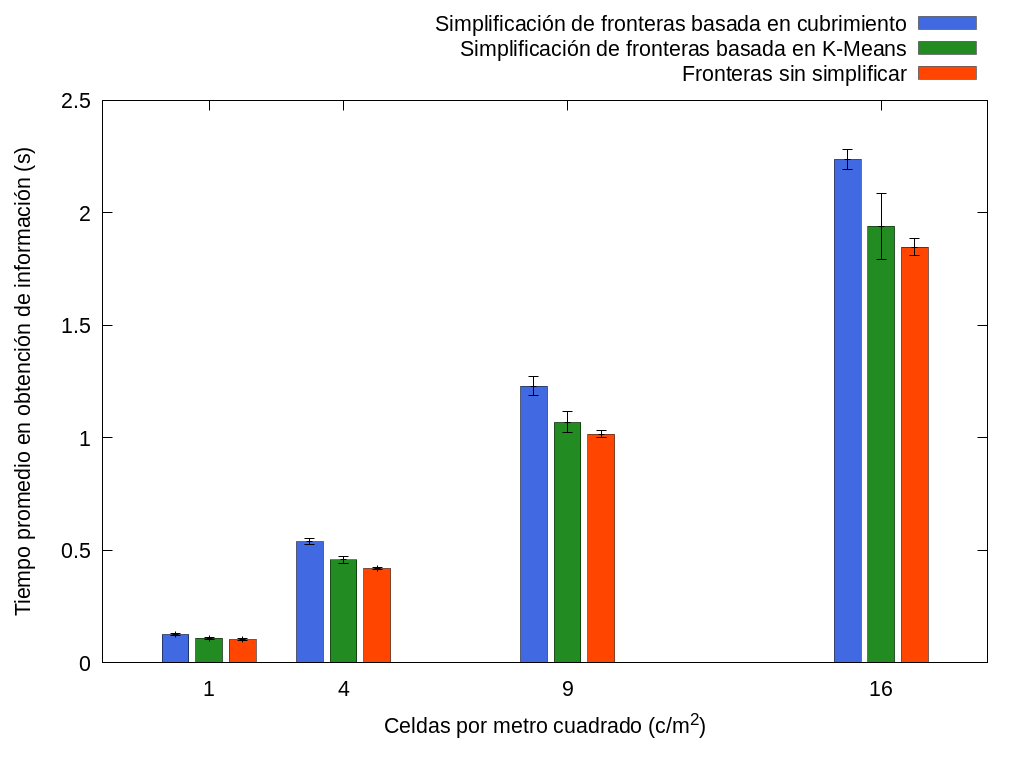 Simplificación de fronteras basada en cubrimiento
Simplificación de fronteras basada en K-Means
Fronteras sin simplificar
Tiempo promedio en obtención de información (s)
2.5
2
1.5
1
0.5
0
1 4 9 16
Celdas por metro cuadrado (c/m²)